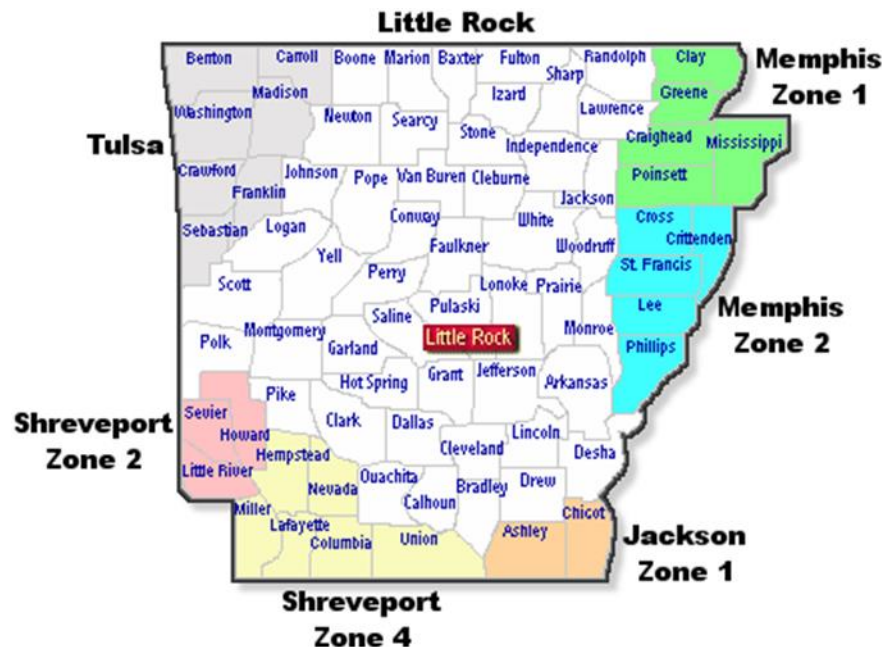 Little Rock
Benton Carroll Boone Marion Baxter Fulton Randolph Clay
Sharp
Memphis
Zone 1
Madison Izard Greene
Washington Newton Searcy Lawrence
Stone Craighead Mississippi
Tulsa
Independence
Crawford Johnson Pope Van Buren Cleburne Poinsett
Franklin Jackson
Sebastian Logan Conway White Cross
Yell Faulkner Woodruff Crittenden
Scott Perry Lonoke Prairie St. Francis
Saline Pulaski Lee
Memphis
Zone 2
Polk Montgomery Garland Little Rock Monroe Phillips
Pike Hot Spring Grant Jefferson Arkansas
Shreveport
Zone 2
Sevier Howard Clark Dallas Lincoln
Hempstead Cleveland Desha
Little River Nevada Ouachita Bradley Drew
Miller Calhoun Chicot
Lafayette Columbia Union Ashley
Jackson
Zone 1
Shreveport
Zone 4